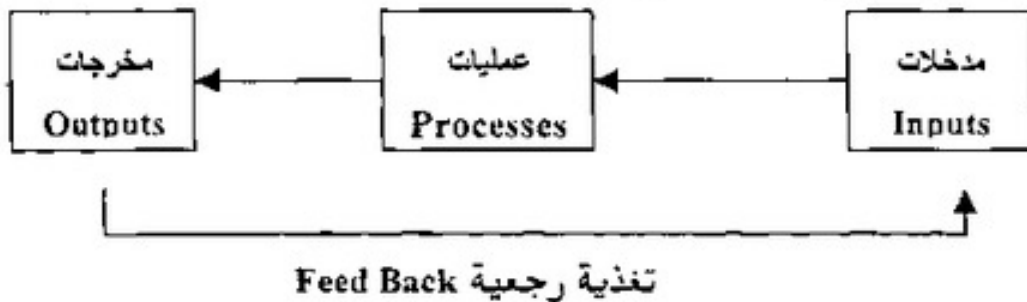 مدخلات
Inputs
عمليات
Processes
مخرجات
Outputs
تغذية رجعية Feed Back